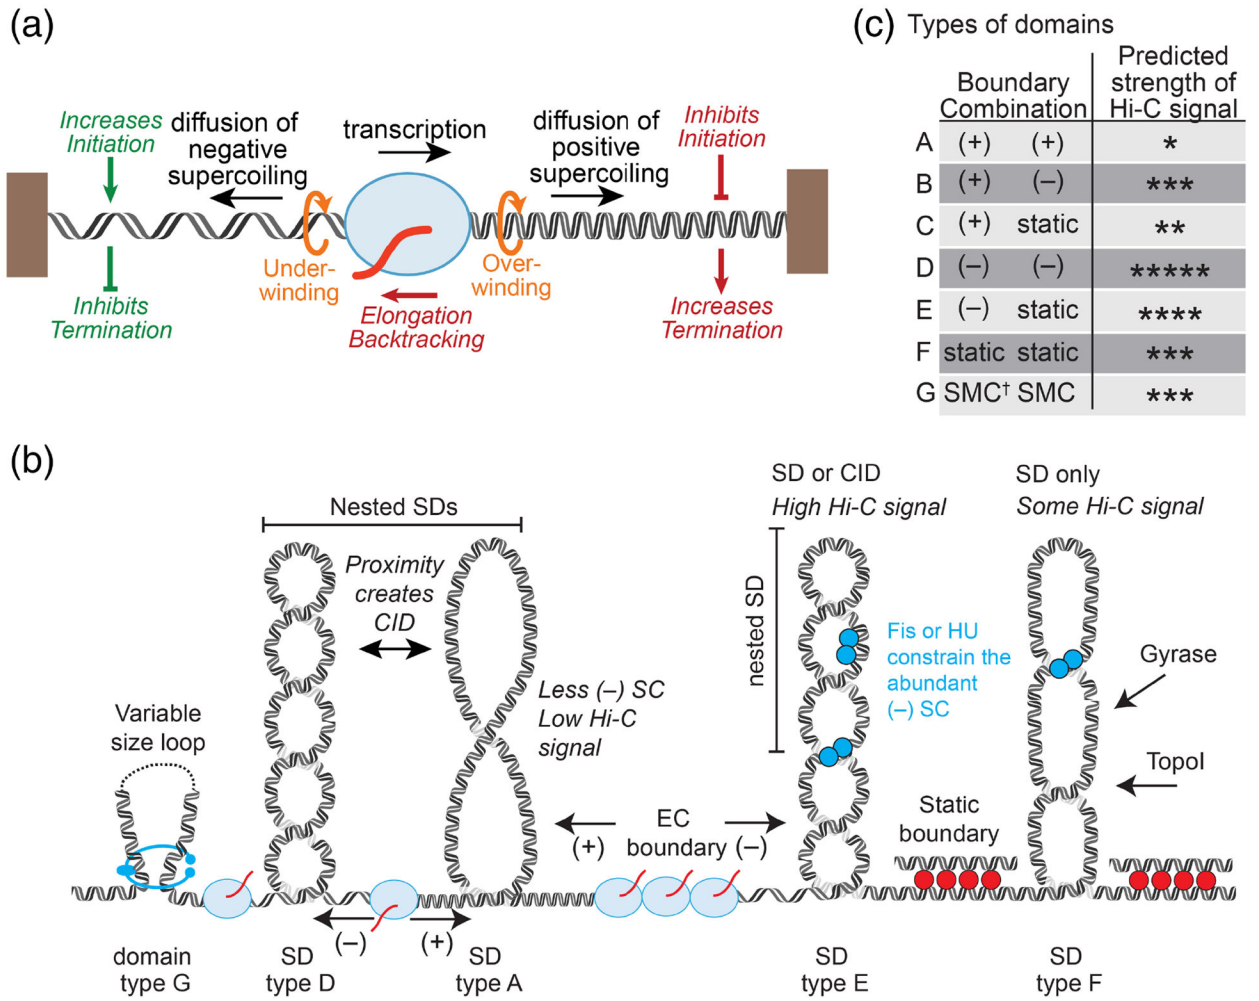 (a)
Increases
Initiation
diffusion of
negative
supercoiling
transcription
diffusion of
positive
supercoiling
Inhibits
Initiation
Under-
winding
Over-
winding
Inhibits
Termination
Elongation
Backtracking
Increases
Termination
(c) Types of domains
Boundary
Combination
Predicted
strength of
Hi-C signal
A (+) (+) *
B (+) (–) ***
C (+) static **
D (–) (–) *****
E (–) static ****
F static static ***
G SMC† SMC ***
(b)
Nested SDs
Proximity
creates
CID
Less (–) SC
Low Hi-C
signal
Variable
size loop
SD or CID
High Hi-C signal
nested SD
Fis or HU
constrain the
abundant
(–) SC
SD only
Some Hi-C signal
Gyrase
TopoI
EC
boundary
(+)
(–)
Static
boundary
(–)
(+)
domain
type G
SD
type D
SD
type A
SD
type E
SD
type F